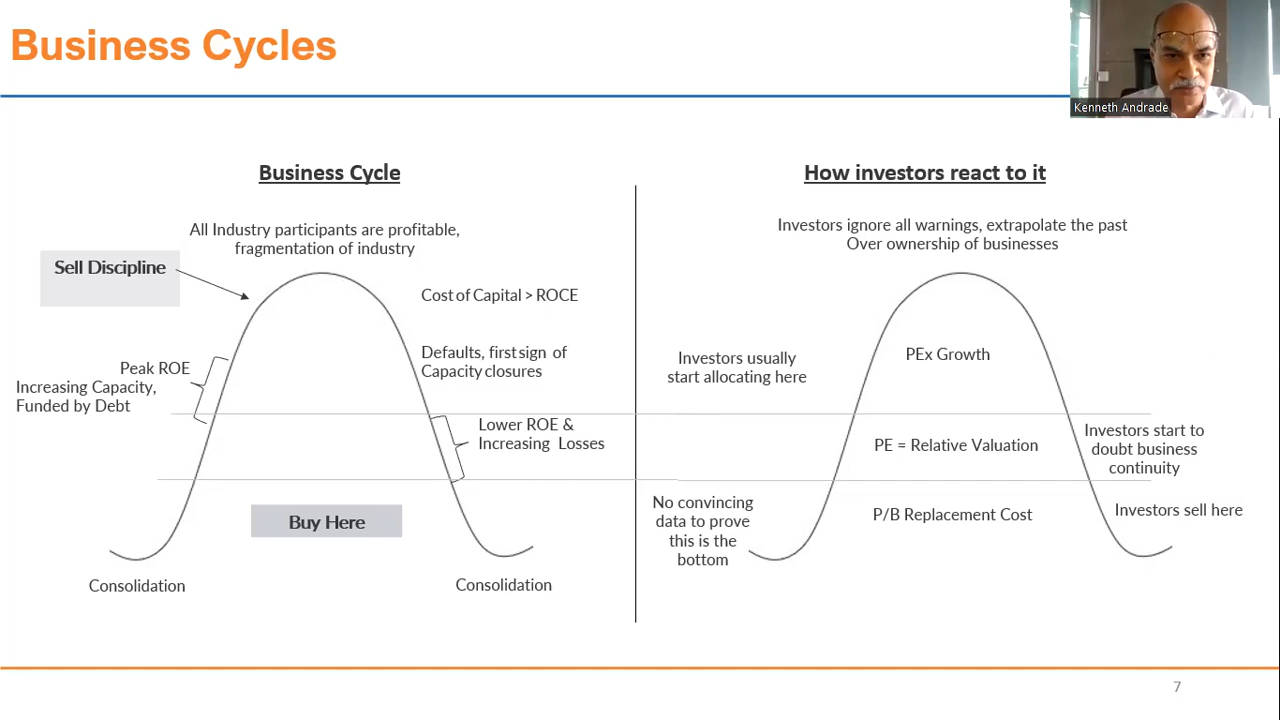 Business Cycles
Kenneth Andrade
Business Cycle
All Industry participants are profitable,
fragmentation of industry
Sell Discipline
Cost of Capital > ROCE
Defaults, first sign of
Capacity closures
Peak ROE
Increasing Capacity,
Funded by Debt
Lower ROE &
Increasing Losses
Buy Here
Consolidation
Consolidation
How investors react to it
Investors ignore all warnings, extrapolate the past
Over ownership of businesses
Investors usually
start allocating here
PEx Growth
PE = Relative Valuation
Investors start to
doubt business
continuity
No convincing
data to prove
this is the
bottom
P/B Replacement Cost
Investors sell here
7